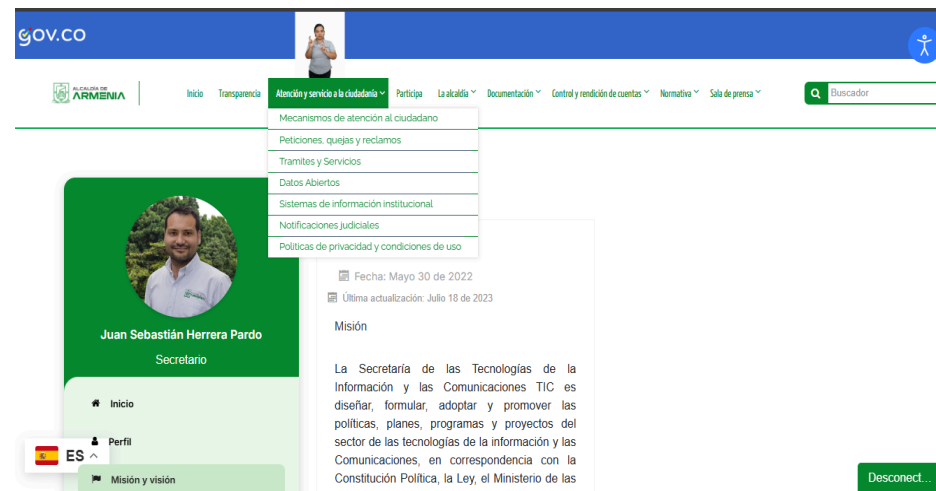 gov.co
ALCALDÍA DE
ARMENIA
Inicio
Transparencia
Atención y servicio a la ciudadanía
Participa
La alcaldía
Documentación
Control y rendición de cuentas
Normativa
Sala de prensa
Buscador
Mecanismos de atención al ciudadano
Peticiones, quejas y reclamos
Tramites y Servicios
Datos Abiertos
Sistemas de información institucional
Notificaciones judiciales
Políticas de privacidad y condiciones de uso
Juan Sebastián Herrera Pardo
Secretario
Inicio
Perfil
Misión y visión
Fecha: Mayo 30 de 2022
Última actualización: Julio 18 de 2023
Misión
La Secretaría de las Tecnologías de la
Información y las Comunicaciones TIC es
diseñar, formular, adoptar y promover las
políticas, planes, programas y proyectos del
sector de las tecnologías de la información y las
Comunicaciones, en correspondencia con la
Constitución Política, la Ley, el Ministerio de las
ES
Desconect...